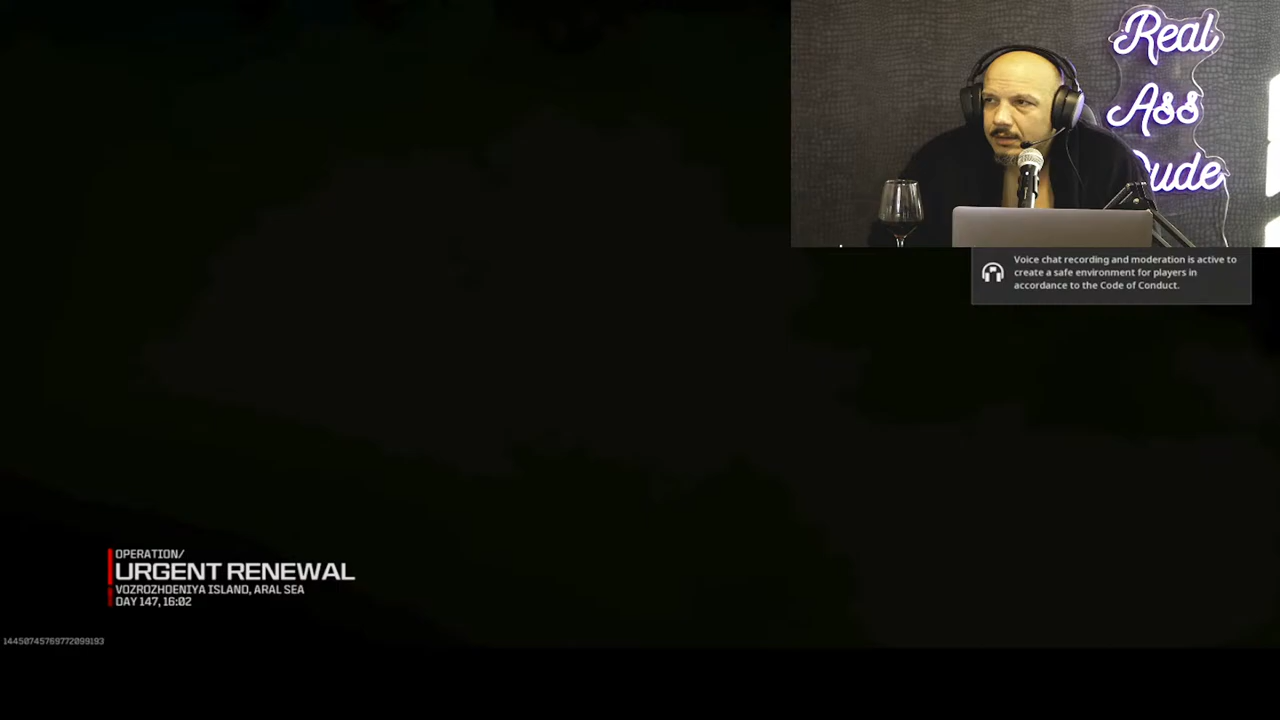 Real
Ass
Dude
Voice chat recording and moderation is active to
create a safe environment for players in
accordance to the Code of Conduct.
OPERATION/
URGENT RENEWAL
VOZROZHDENIYA ISLAND, ARAL SEA
DAY 147, 16:02
14450745769772099193